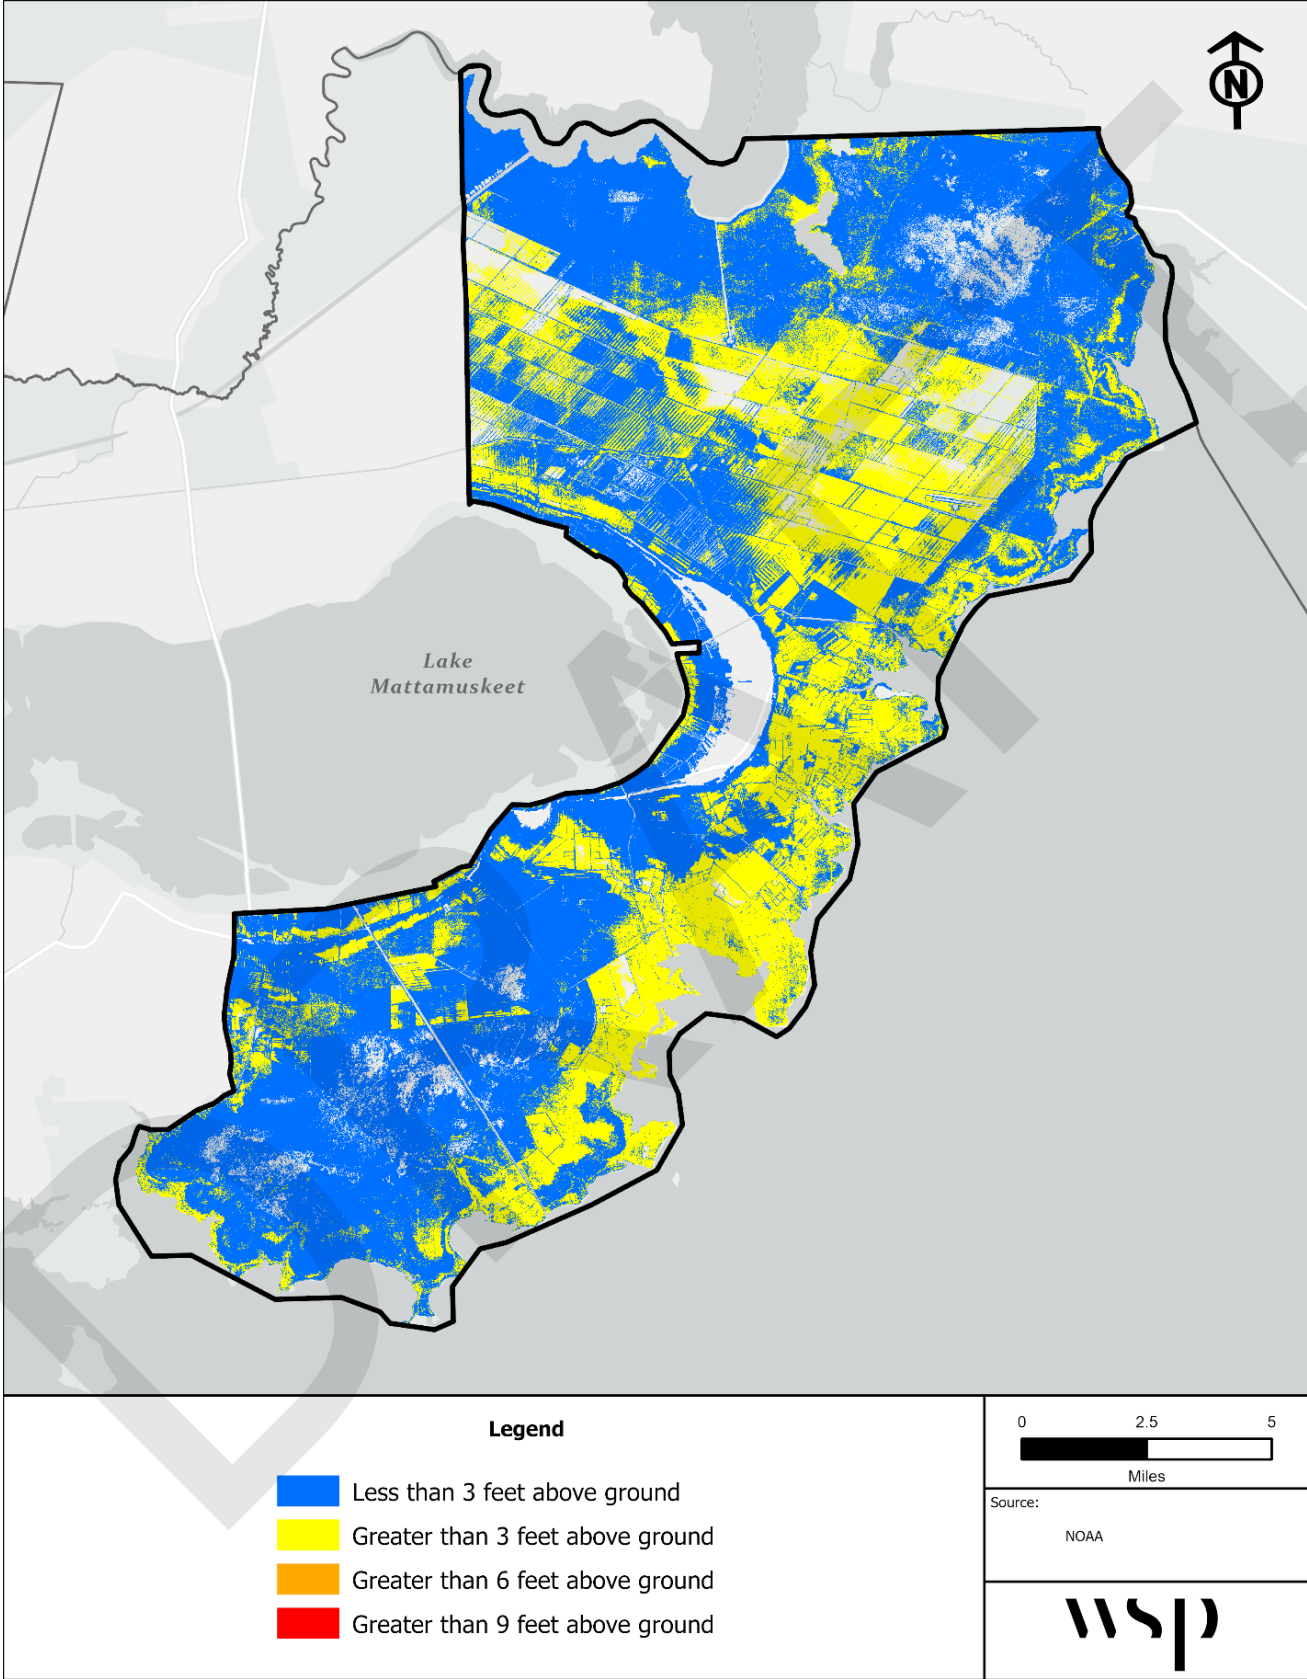 N
Lake
Mattamuskeet
DRAFT
Legend
Less than 3 feet above ground
Greater than 3 feet above ground
Greater than 6 feet above ground
Greater than 9 feet above ground
0 2.5 5
Miles
Source:
NOAA
wsp